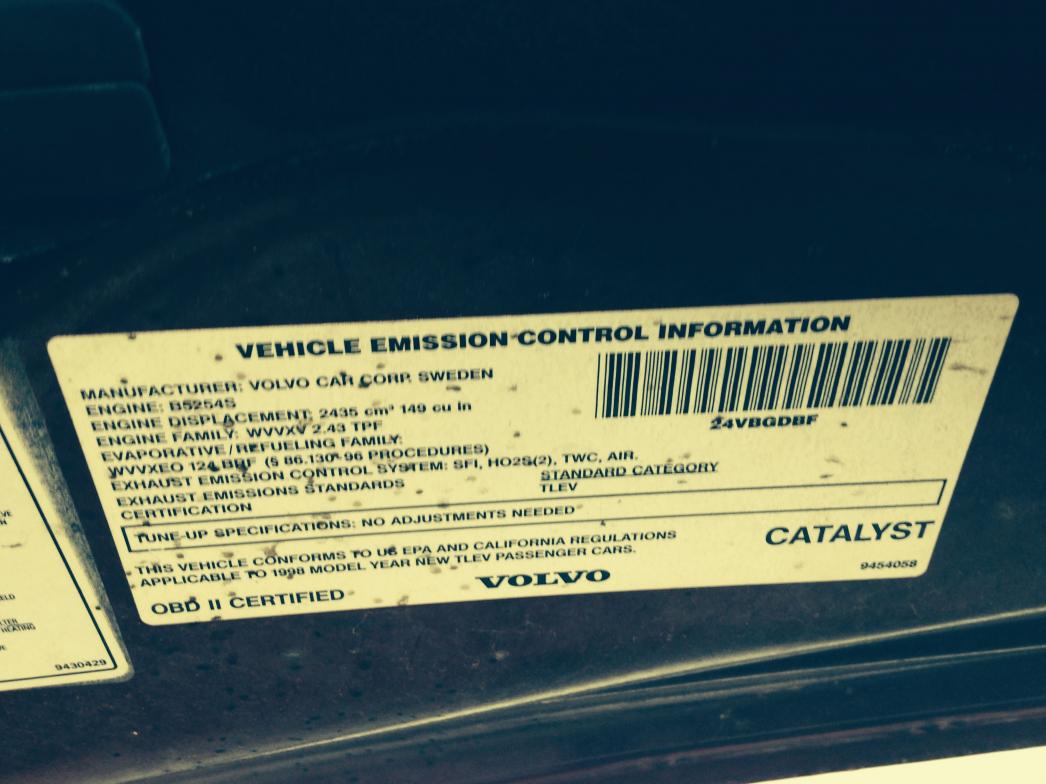 VEHICLE EMISSION CONTROL INFORMATION
MANUFACTURER: VOLVO CAR CORP. SWEDEN
ENGINE: B5254S
ENGINE DISPLACEMENT: 2435 cm³ 149 cu in
ENGINE FAMILY: WVVXV 2.43 TPF
EVAPORATIVE/REFUELING FAMILY:
WVVXEO 124 BHF (§ 86.130-96 PROCEDURES)
EXHAUST EMISSION CONTROL SYSTEM: SFI, HO2S(2), TWC, AIR.
EXHAUST EMISSIONS STANDARDS STANDARD CATEGORY
CERTIFICATION TLEV
24VBGDBF
TUNE-UP SPECIFICATIONS: NO ADJUSTMENTS NEEDED
THIS VEHICLE CONFORMS TO US EPA AND CALIFORNIA REGULATIONS
APPLICABLE TO 1998 MODEL YEAR NEW TLEV PASSENGER CARS.
CATALYST
OBD II CERTIFIED
VOLVO
9454058
HEATING
9430429